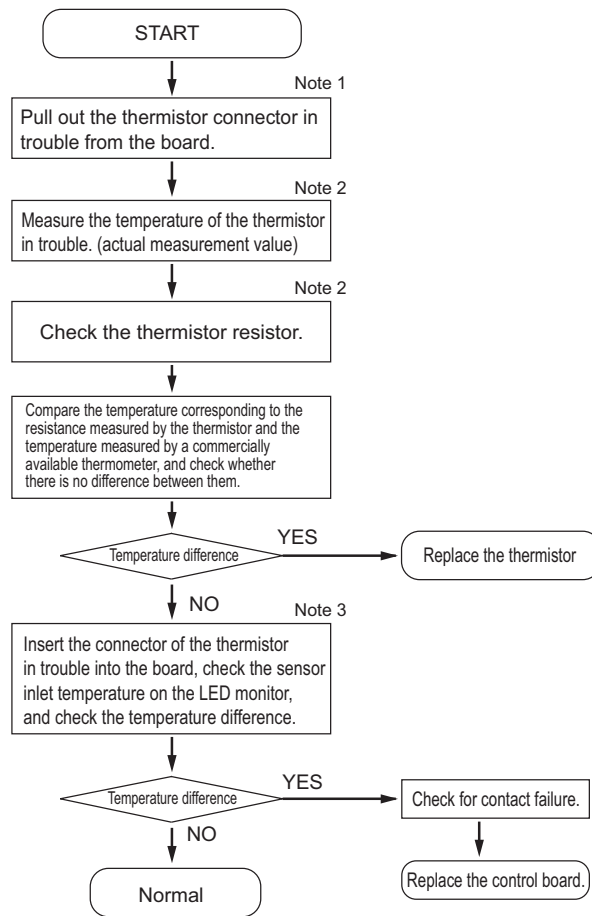 START
Note 1
Pull out the thermistor connector in
trouble from the board.
Note 2
Measure the temperature of the thermistor
in trouble. (actual measurement value)
Note 2
Check the thermistor resistor.
Compare the temperature corresponding to the
resistance measured by the thermistor and the
temperature measured by a commercially
available thermometer, and check whether
there is no difference between them.
Temperature difference
YES
Replace the thermistor
NO
Note 3
Insert the connector of the thermistor
in trouble into the board, check the sensor
inlet temperature on the LED monitor,
and check the temperature difference.
Temperature difference
YES
Check for contact failure.
NO
Replace the control board.
Normal